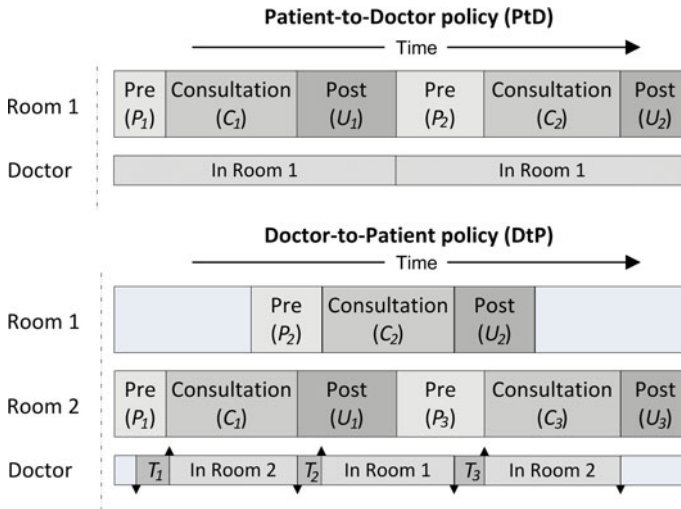 Patient-to-Doctor policy (PtD)
Time
Room 1
Pre
(P1)
Consultation
(C1)
Post
(U1)
Pre
(P2)
Consultation
(C2)
Post
(U2)
Doctor
In Room 1
In Room 1
Doctor-to-Patient policy (DtP)
Time
Room 1
Pre
(P2)
Consultation
(C2)
Post
(U2)
Room 2
Pre
(P1)
Consultation
(C1)
Post
(U1)
Pre
(P3)
Consultation
(C3)
Post
(U3)
Doctor
T1
In Room 2
T2
In Room 1
T3
In Room 2